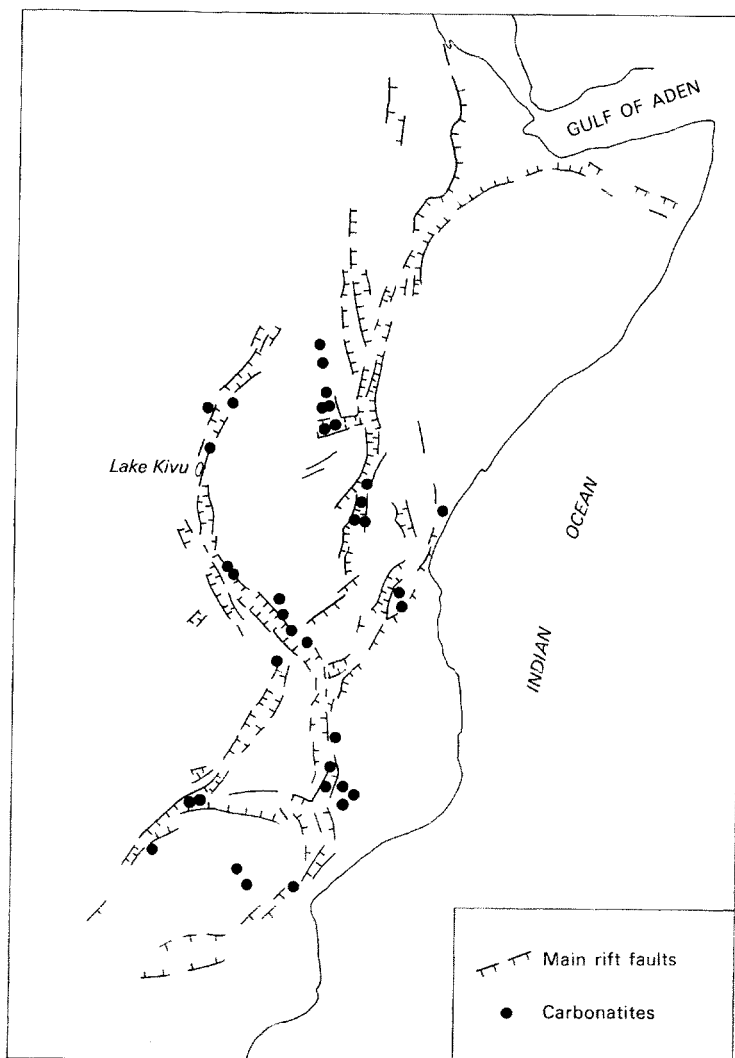 GULF OF ADEN
Lake Kivu
OCEAN
INDIAN
Main rift faults
Carbonatites